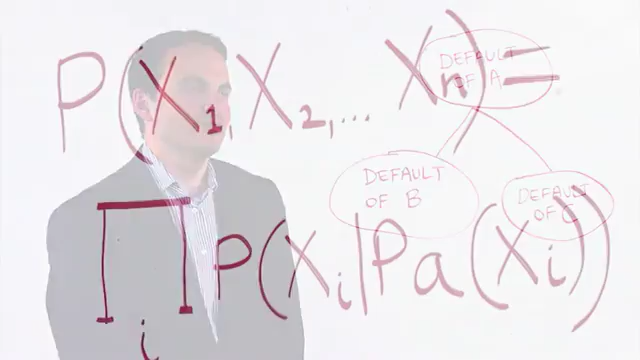 P(X₁, X₂, ... Xₙ) =
DEFAULT
OF A
DEFAULT
OF B
DEFAULT
OF C
∏ᵢ P(Xᵢ|Pa(Xᵢ))